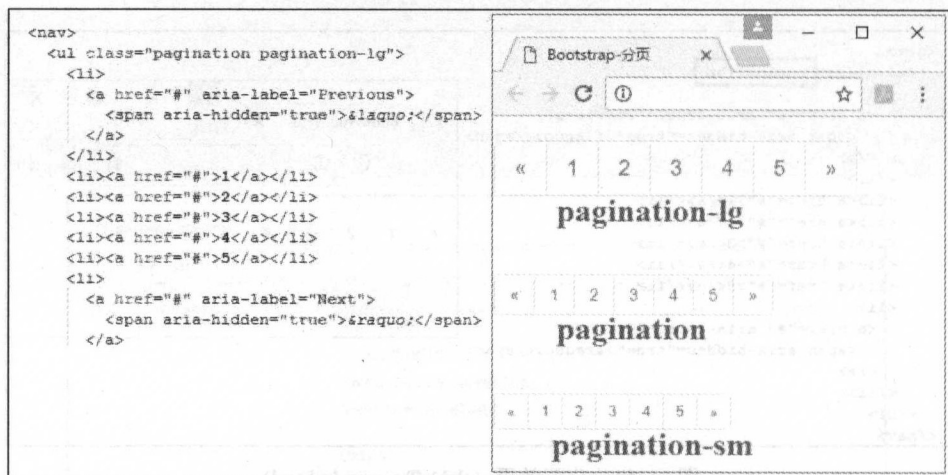 <nav>
<ul class="pagination pagination-lg">
<li>
<a href="#" aria-label="Previous">
<span aria-hidden="true">&laquo;</span>
</a>
</li>
<li><a href="#">1</a></li>
<li><a href="#">2</a></li>
<li><a href="#">3</a></li>
<li><a href="#">4</a></li>
<li><a href="#">5</a></li>
<li>
<a href="#" aria-label="Next">
<span aria-hidden="true">&raquo;</span>
</a>
Bootstrap-分页
« 1 2 3 4 5 »
pagination-lg
« 1 2 3 4 5 »
pagination
« 1 2 3 4 5 »
pagination-sm